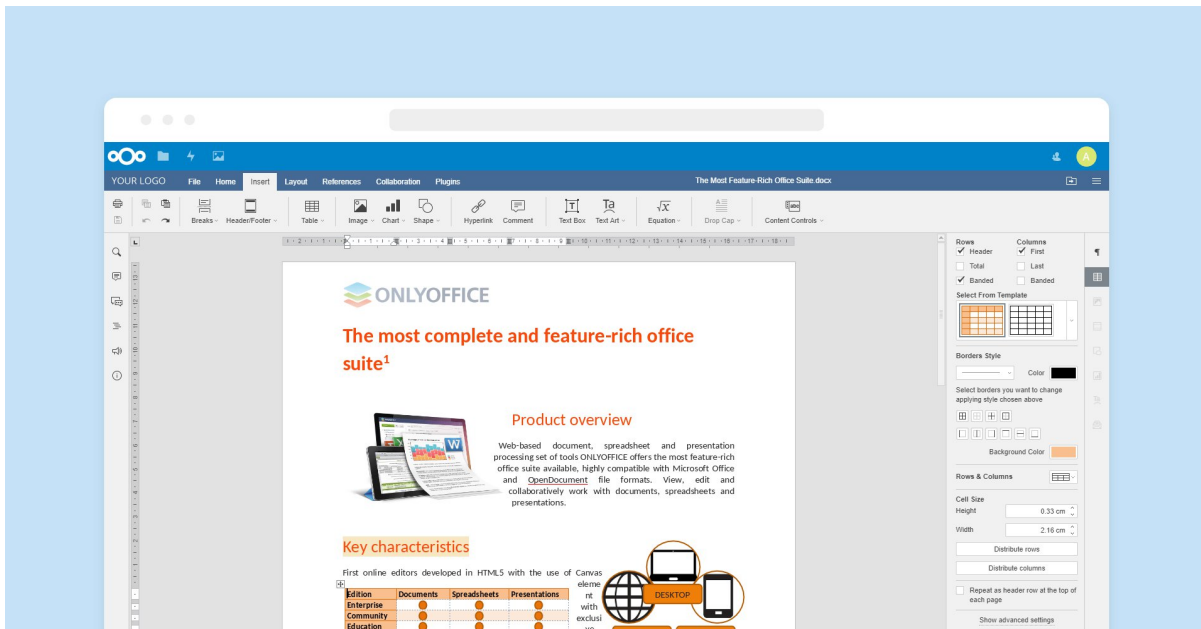 A
YOUR LOGO File Home Insert Layout References Collaboration Plugins The Most Feature-Rich Office Suite.docx
Breaks Header/Footer Table Image Chart Shape Hyperlink Comment Text Box Text Art Equation Drop Cap Content Controls
ONLYOFFICE
The most complete and feature-rich office
suite1
Product overview
Web-based document, spreadsheet and presentation
processing set of tools ONLYOFFICE offers the most feature-rich
office suite available, highly compatible with Microsoft Office
and OpenDocument file formats. View, edit and
collaboratively work with documents, spreadsheets and
presentations.
Key characteristics
First online editors developed in HTML5 with the use of Canvas
eleme
nt
with
exclusi
Edition Documents Spreadsheets Presentations
Enterprise
Community
Education
DESKTOP
Rows Columns
Header First
Total Last
Banded Banded
Select From Template
Borders Style
Color
Select borders you want to change
applying style chosen above
Background Color
Rows & Columns
Cell Size
Height 0.33 cm
Width 2.16 cm
Distribute rows
Distribute columns
Repeat as header row at the top of
each page
Show advanced settings